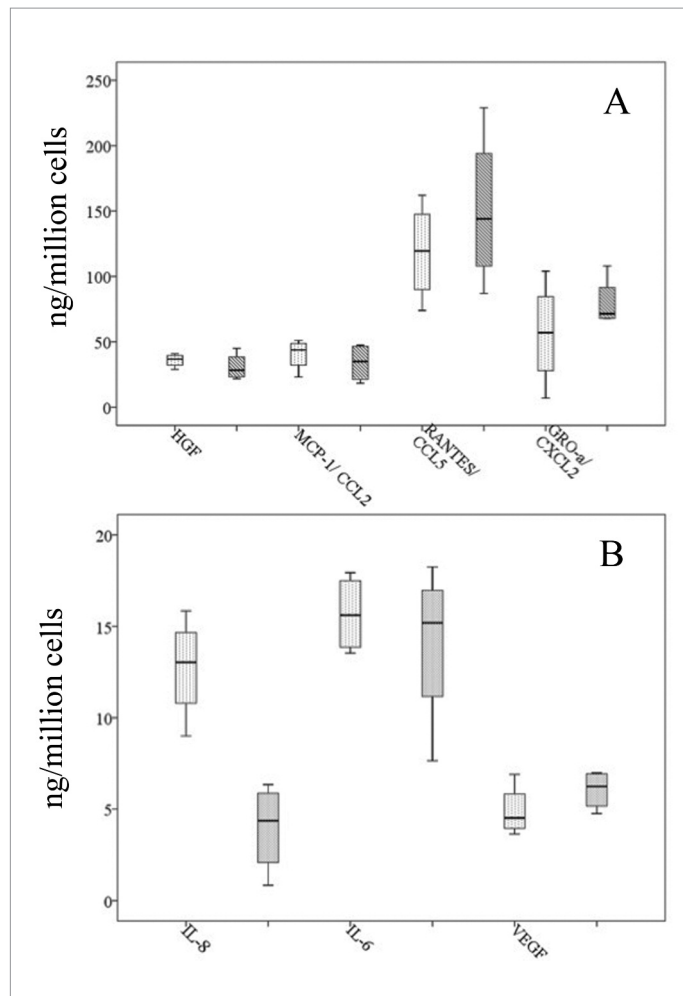 A
ng/million cells
250
200
150
100
50
0
HGF
MCP-1/ CCL2
RANTES/
CCL5
GRO-a/
CXCL2
B
ng/million cells
20
15
10
5
0
IL-8
IL-6
VEGF